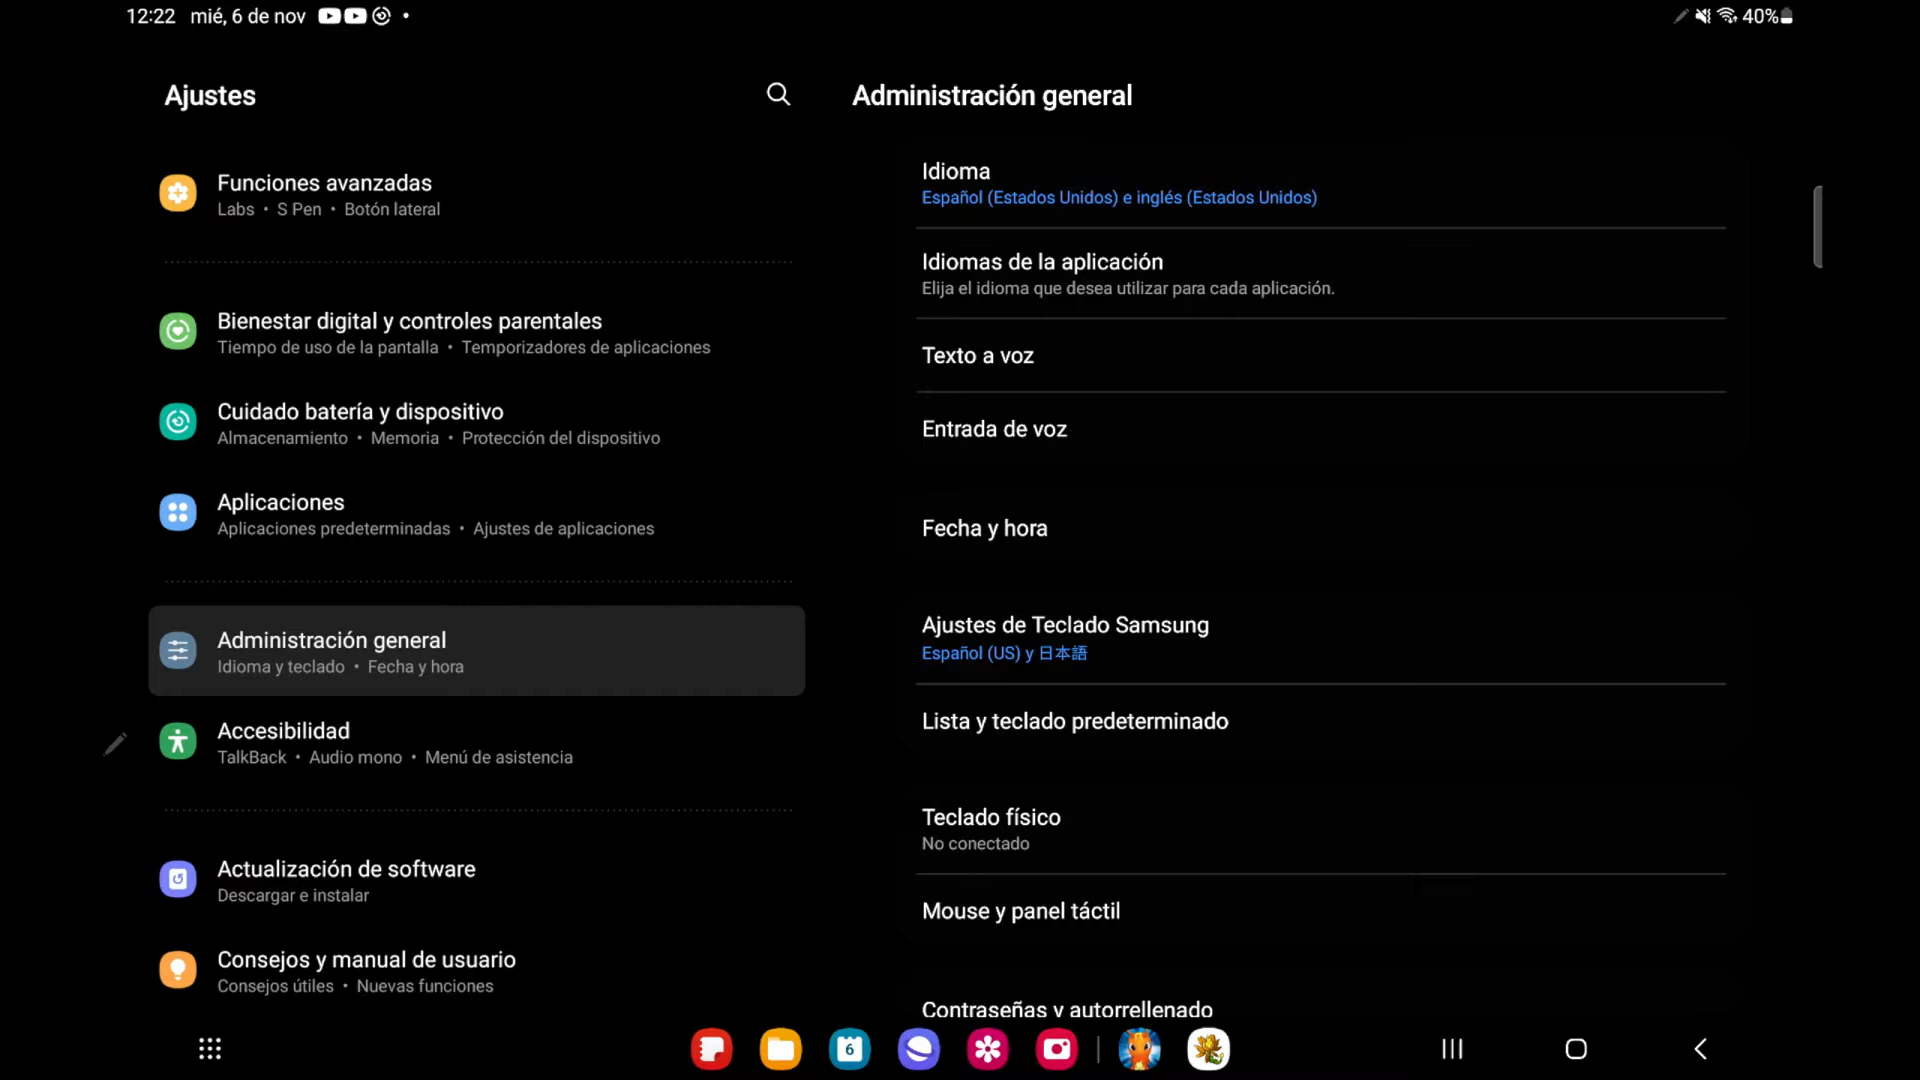 12:22 mié, 6 de nov
40%
Ajustes
Funciones avanzadas
Labs • S Pen • Botón lateral
Bienestar digital y controles parentales
Tiempo de uso de la pantalla • Temporizadores de aplicaciones
Cuidado batería y dispositivo
Almacenamiento • Memoria • Protección del dispositivo
Aplicaciones
Aplicaciones predeterminadas • Ajustes de aplicaciones
Administración general
Idioma y teclado • Fecha y hora
Accesibilidad
TalkBack • Audio mono • Menú de asistencia
Actualización de software
Descargar e instalar
Consejos y manual de usuario
Consejos útiles • Nuevas funciones
Administración general
Idioma
Español (Estados Unidos) e inglés (Estados Unidos)
Idiomas de la aplicación
Elija el idioma que desea utilizar para cada aplicación.
Texto a voz
Entrada de voz
Fecha y hora
Ajustes de Teclado Samsung
Español (US) y 日本語
Lista y teclado predeterminado
Teclado físico
No conectado
Mouse y panel táctil
Contraseñas y autorrellenado
6